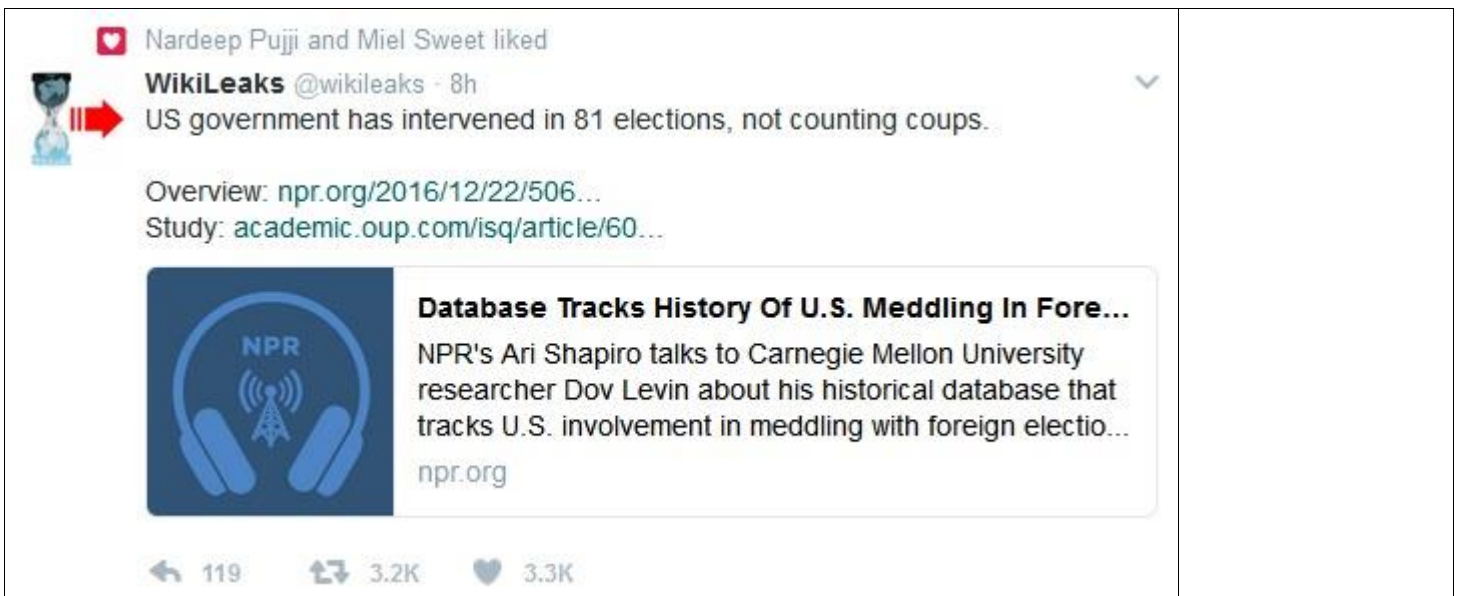 Nardeep Pujji and Miel Sweet liked
WikiLeaks @wikileaks · 8h
US government has intervened in 81 elections, not counting coups.
Overview: npr.org/2016/12/22/506...
Study: academic.oup.com/isq/article/60...
NPR
Database Tracks History Of U.S. Meddling In Fore...
NPR's Ari Shapiro talks to Carnegie Mellon University
researcher Dov Levin about his historical database that
tracks U.S. involvement in meddling with foreign electio...
npr.org
119 3.2K 3.3K